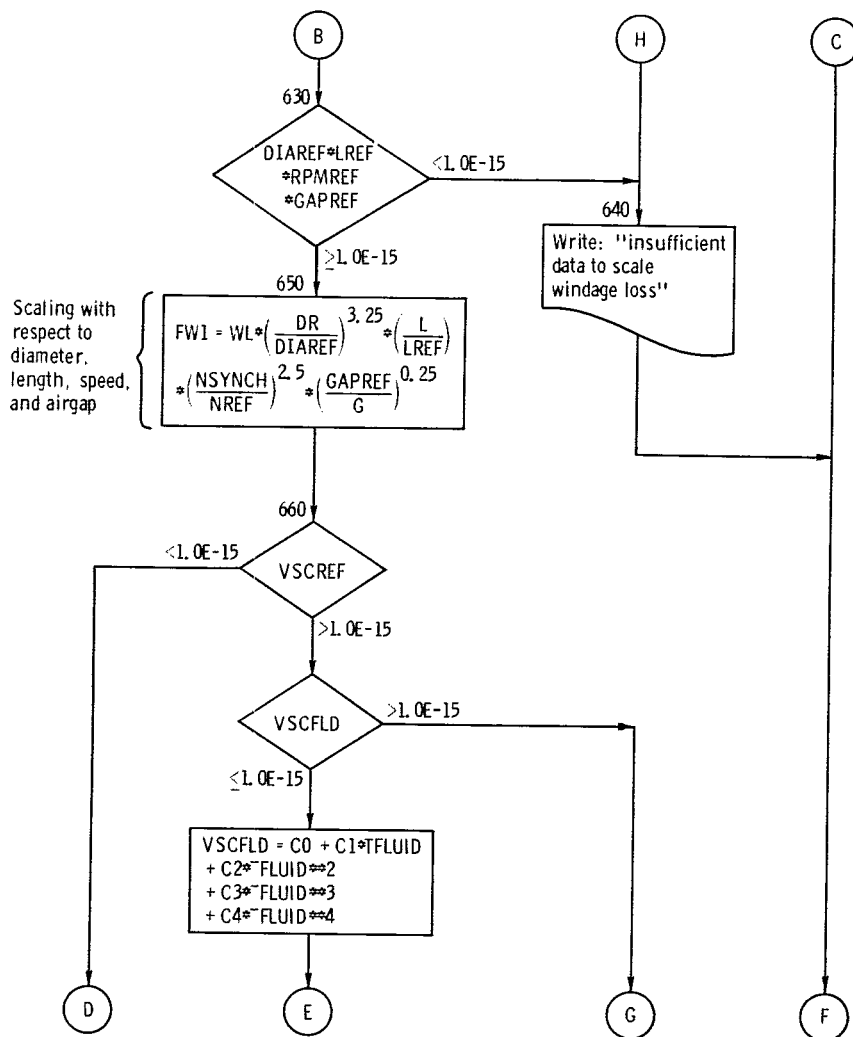 B
H
C
630
DIAREF*LREF
*RPMREF
*GAPREF
<1.0E-15
640
Write: "insufficient
data to scale
windage loss"
≥1.0E-15
650
Scaling with
respect to
diameter,
length, speed,
and airgap
FW1 = WL*(DR/DIAREF)^3.25*(L/LREF)
*(NSYNCH/NREF)^2.5*(GAPREF/G)^0.25
660
<1.0E-15
VSCREF
>1.0E-15
VSCFLD
>1.0E-15
≤1.0E-15
VSCFLD = C0 + C1*TFLUID
+ C2*¯FLUID**2
+ C3*¯FLUID**3
+ C4*¯FLUID**4
D
E
G
F